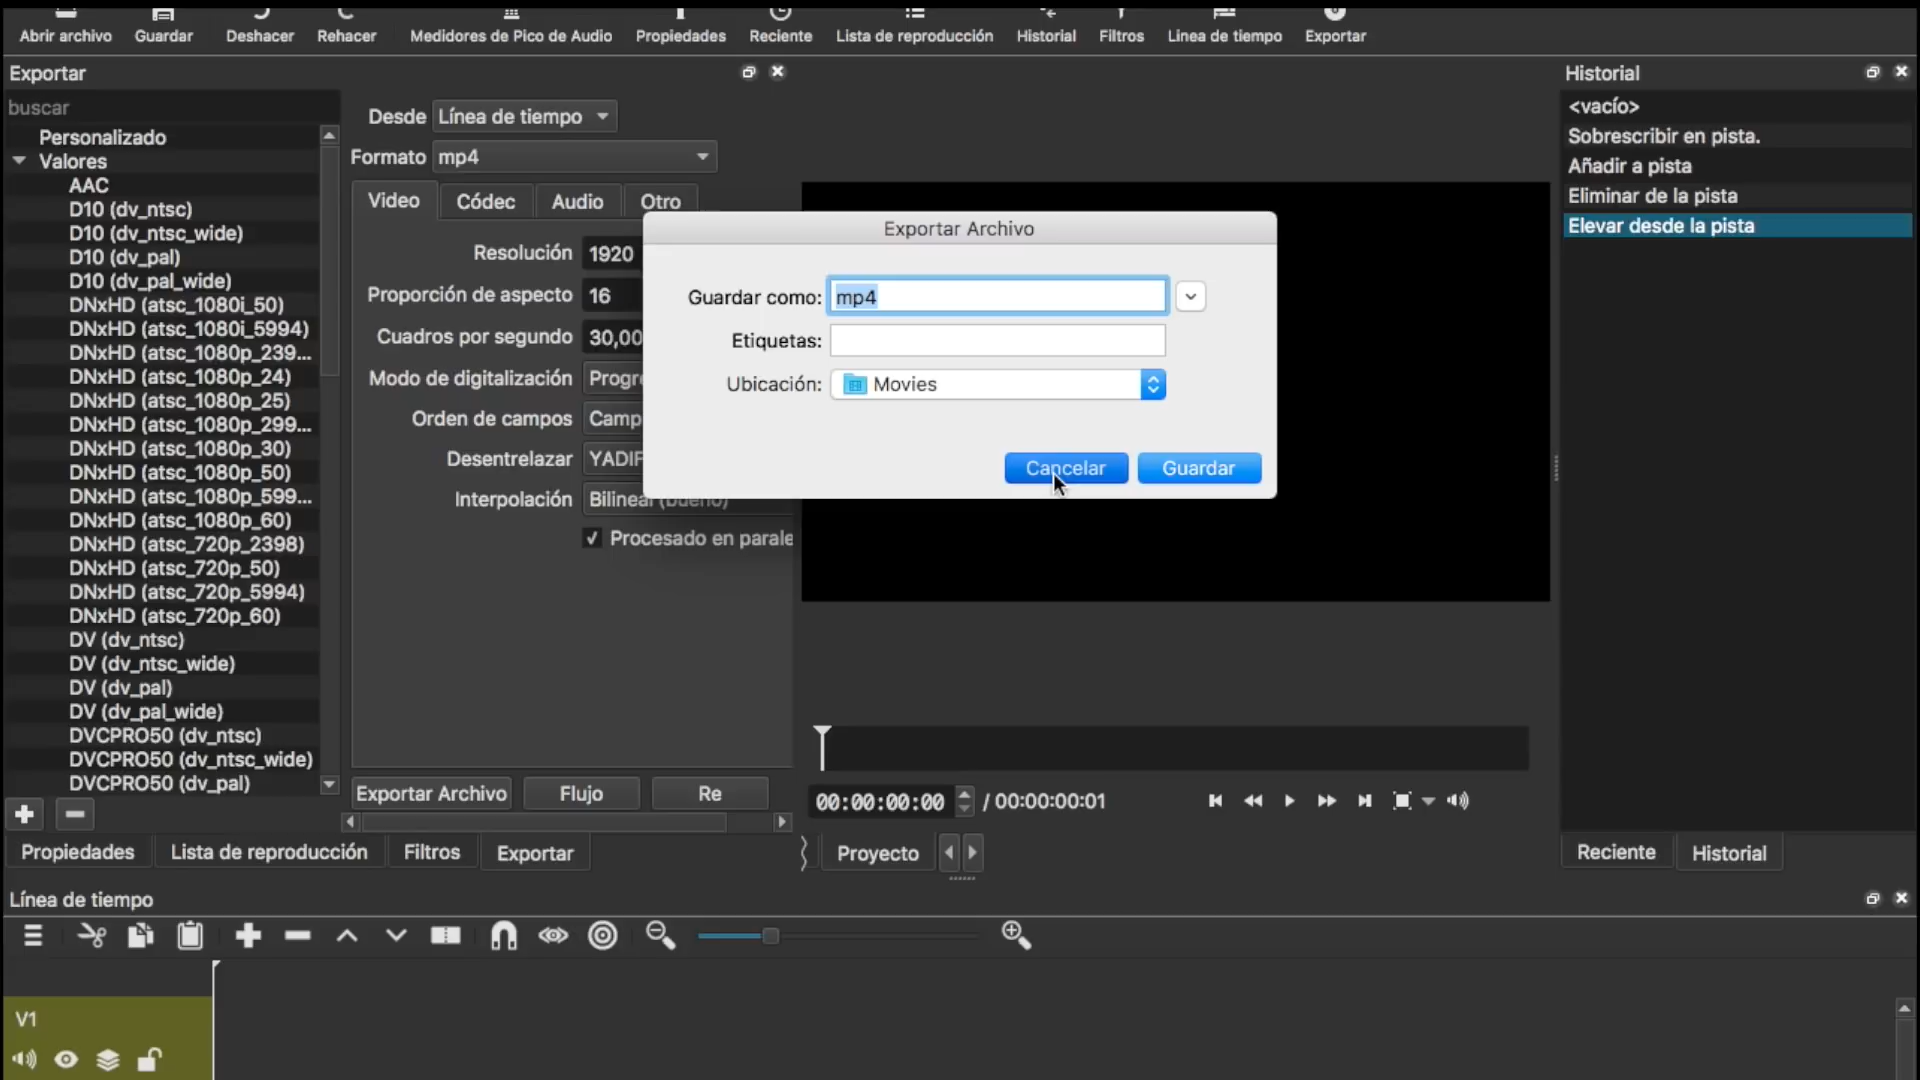 Abrir archivo Guardar Deshacer Rehacer Medidores de Pico de Audio Propiedades Reciente Lista de reproducción Historial Filtros Linea de tiempo Exportar
Exportar
buscar
Personalizado
Valores
AAC
D10 (dv_ntsc)
D10 (dv_ntsc_wide)
D10 (dv_pal)
D10 (dv_pal_wide)
DNxHD (atsc_1080i_50)
DNxHD (atsc_1080i_5994)
DNxHD (atsc_1080p_239...
DNxHD (atsc_1080p_24)
DNxHD (atsc_1080p_25)
DNxHD (atsc_1080p_299...
DNxHD (atsc_1080p_30)
DNxHD (atsc_1080p_50)
DNxHD (atsc_1080p_599...
DNxHD (atsc_1080p_60)
DNxHD (atsc_720p_2398)
DNxHD (atsc_720p_50)
DNxHD (atsc_720p_5994)
DNxHD (atsc_720p_60)
DV (dv_ntsc)
DV (dv_ntsc_wide)
DV (dv_pal)
DV (dv_pal_wide)
DVCPRO50 (dv_ntsc)
DVCPRO50 (dv_ntsc_wide)
DVCPRO50 (dv_pal)
Desde Línea de tiempo
Formato mp4
Video Códec Audio Otro
Resolución 1920
Proporción de aspecto 16
Cuadros por segundo 30,00
Modo de digitalización Progre
Orden de campos Camp
Desentrelazar YADIF
Interpolación Bilineal (bueno)
Procesado en parale
Exportar Archivo Flujo Re
Exportar Archivo
Guardar como: mp4
Etiquetas:
Ubicación: Movies
Cancelar Guardar
00:00:00:00 / 00:00:00:01
Proyecto
Historial
<vacío>
Sobrescribir en pista.
Añadir a pista
Eliminar de la pista
Elevar desde la pista
Reciente Historial
Propiedades Lista de reproducción Filtros Exportar
Línea de tiempo
V1